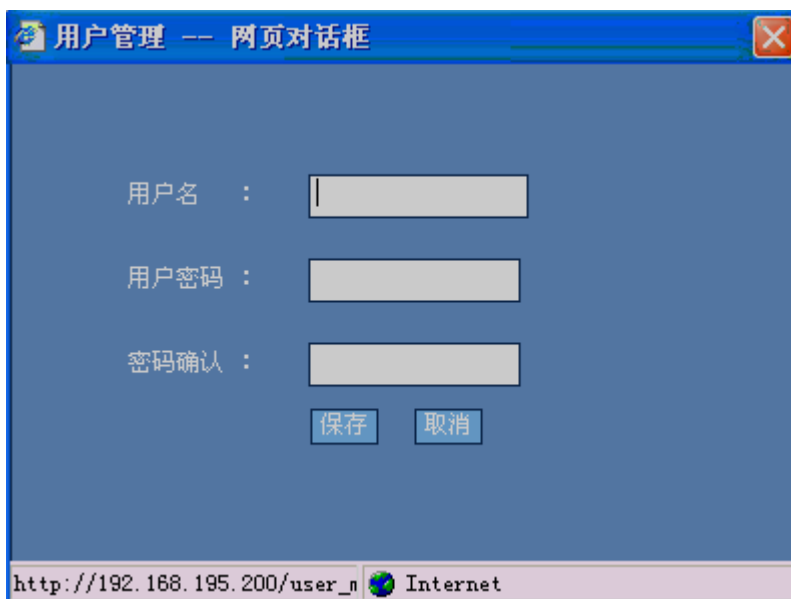 用户管理 -- 网页对话框
用户名 :
用户密码 :
密码确认 :
保存 取消
http://192.168.195.200/user_ Internet